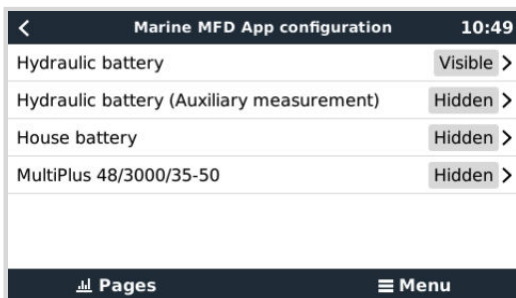 Marine MFD App configuration 10:49
Hydraulic battery Visible
Hydraulic battery (Auxiliary measurement) Hidden
House battery Hidden
MultiPlus 48/3000/35-50 Hidden
Pages Menu